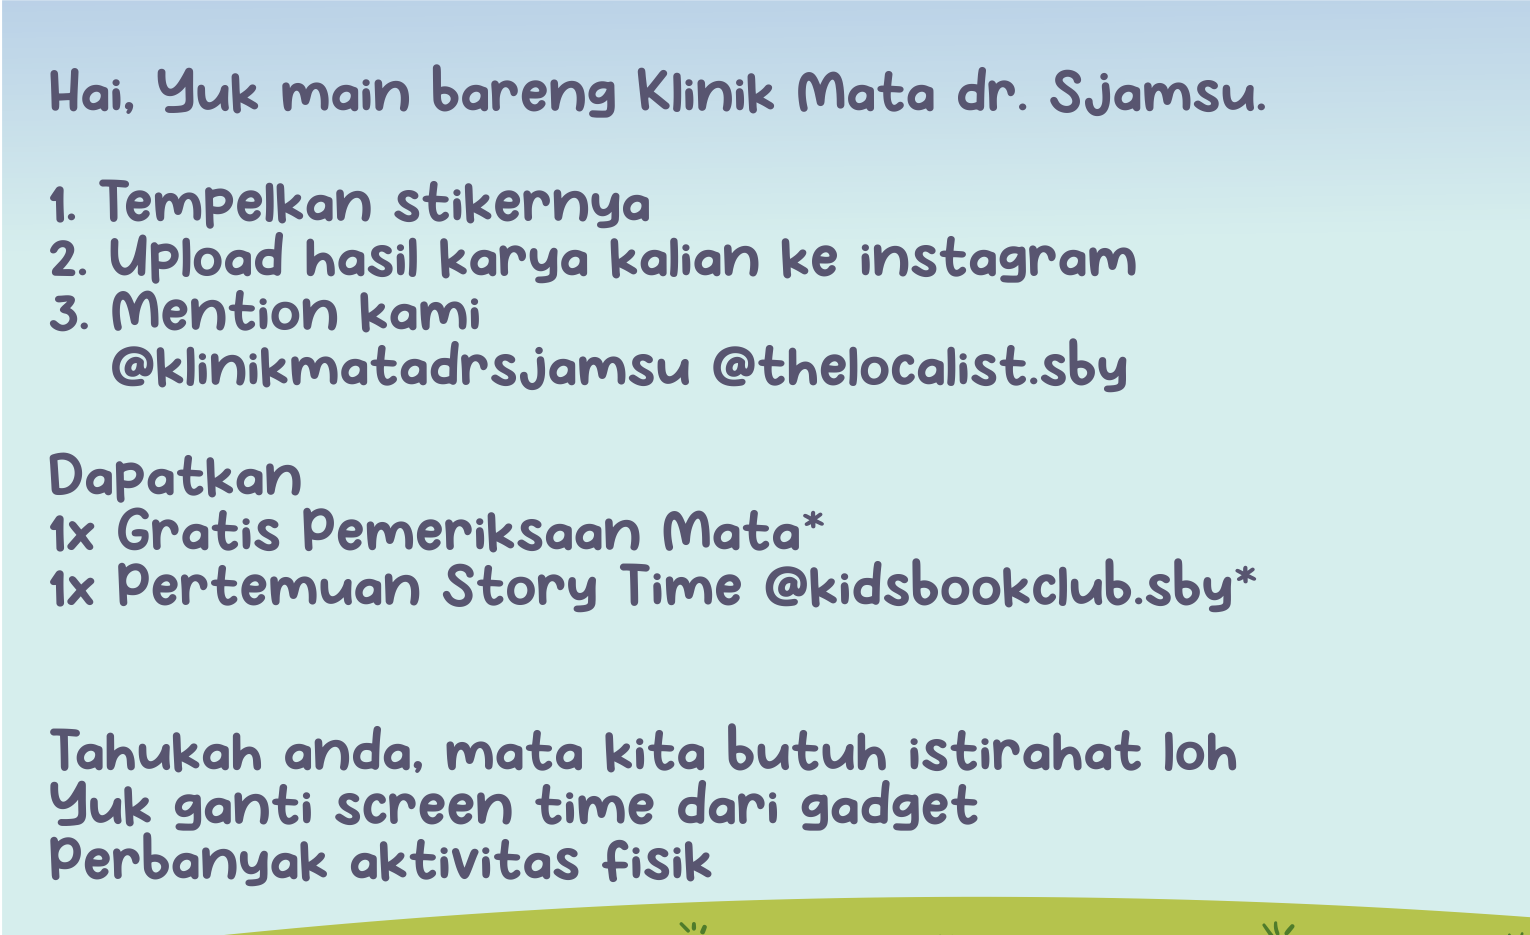 Hai, Yuk main bareng Klinik Mata dr. Sjamsu.
1. Tempelkan stikernya
2. Upload hasil karya kalian ke instagram
3. Mention kami
@klinikmatadrsjamsu @thelocalist.sby
Dapatkan
1x Gratis Pemeriksaan Mata*
1x Pertemuan Story Time @kidsbookclub.sby*
Tahukah anda, mata kita butuh istirahat loh
Yuk ganti screen time dari gadget
Perbanyak aktivitas fisik